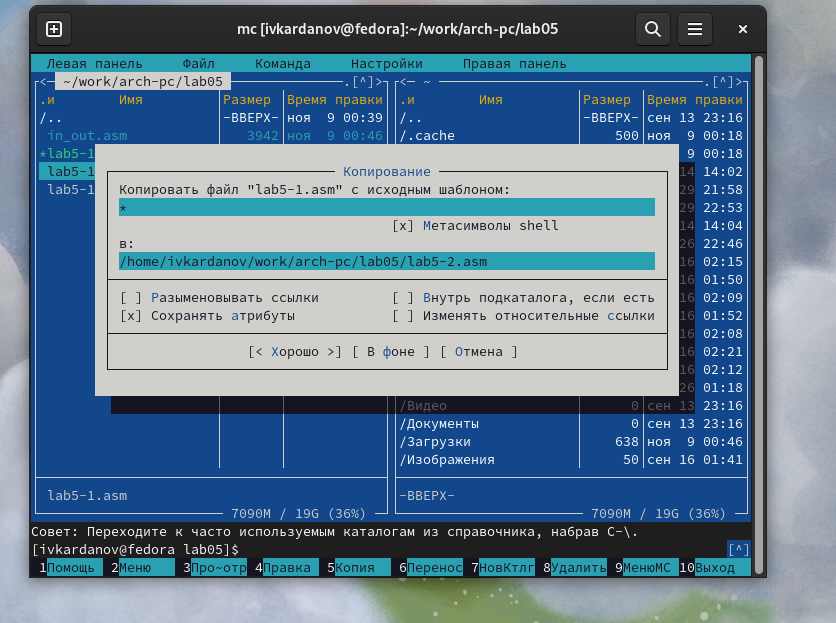 mc [ivkardanov@fedora]:~/work/arch-pc/lab05
Левая панель Файл Команда Настройки Правая панель
<─ ~/work/arch-pc/lab05 .[^]> <─ ~ .[^]>
.и Имя Размер Время правки .и Имя Размер Время правки
/.. -ВВЕРХ- ноя 9 00:39 /.. -ВВЕРХ- сен 13 23:16
in_out.asm 3942 ноя 9 00:46 /.cache 500 ноя 9 00:18
*lab5-1 9 00:18
lab5-1 14 14:02
Копирование
Копировать файл "lab5-1.asm" с исходным шаблоном:
lab5-1 29 21:58
* 29 22:53
[x] Метасимволы shell 14 14:04
в: 26 22:46
/home/ivkardanov/work/arch-pc/lab05/lab5-2.asm 16 02:15
16 01:50
[ ] Разыменовывать ссылки [ ] Внутрь подкаталога, если есть 16 02:09
[x] Сохранять атрибуты [ ] Изменять относительные ссылки 16 01:52
16 02:08
[< Хорошо >] [ В фоне ] [ Отмена ] 16 02:21
16 02:12
26 01:18
/Видео 0 сен 13 23:16
/Документы 0 сен 13 23:16
/Загрузки 638 ноя 9 00:46
/Изображения 50 сен 16 01:41
lab5-1.asm -ВВЕРХ-
7090M / 19G (36%) 7090M / 19G (36%)
Совет: Переходите к часто используемым каталогам из справочника, набрав C-\.
[ivkardanov@fedora lab05]$ [^]
1Помощь 2Меню 3Про~отр 4Правка 5Копия 6Перенос 7НовКтлг 8Удалить 9МенюMC 10Выход